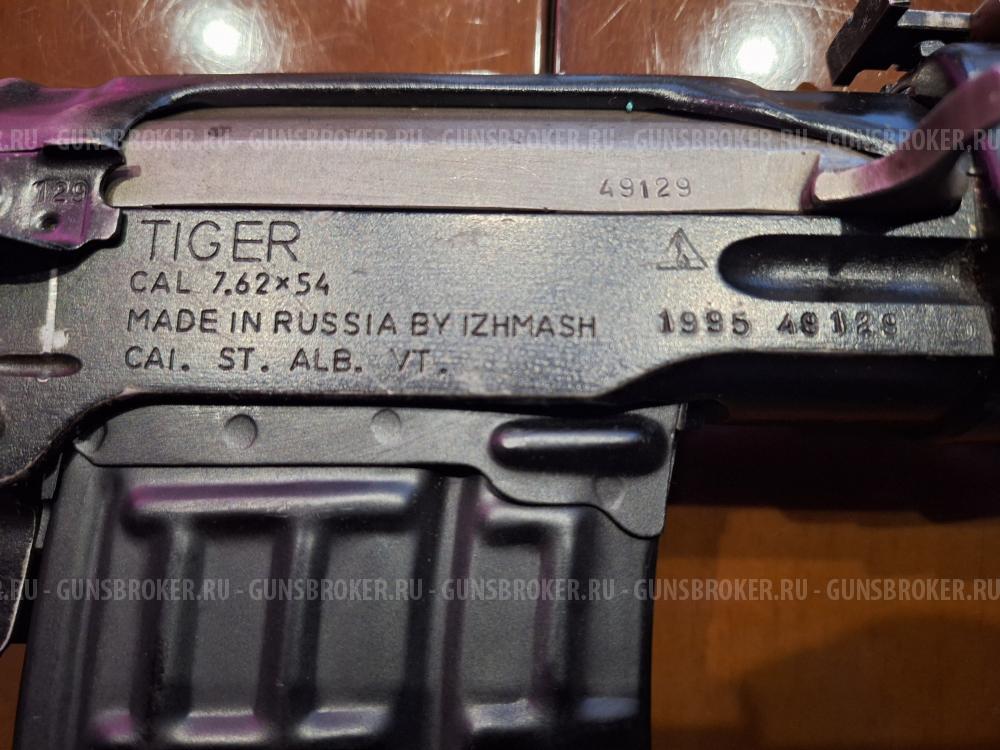 .RU - GUNSBROKER.RU - GUNSBROKER.RU - GUNSBROKER.RU - GUNSBROKER.RU - GUNSBROKER.RU
49129
129
TIGER
CAL 7.62×54
MADE IN RUSSIA BY IZHMASH
1995 49129
CAI. ST. ALB. VT.
.RU - GUNSBROKER.RU - GUNSBROKER.RU - GUNSBROKER.RU - GUNSBROKER.RU - GUNSBROKER.RU